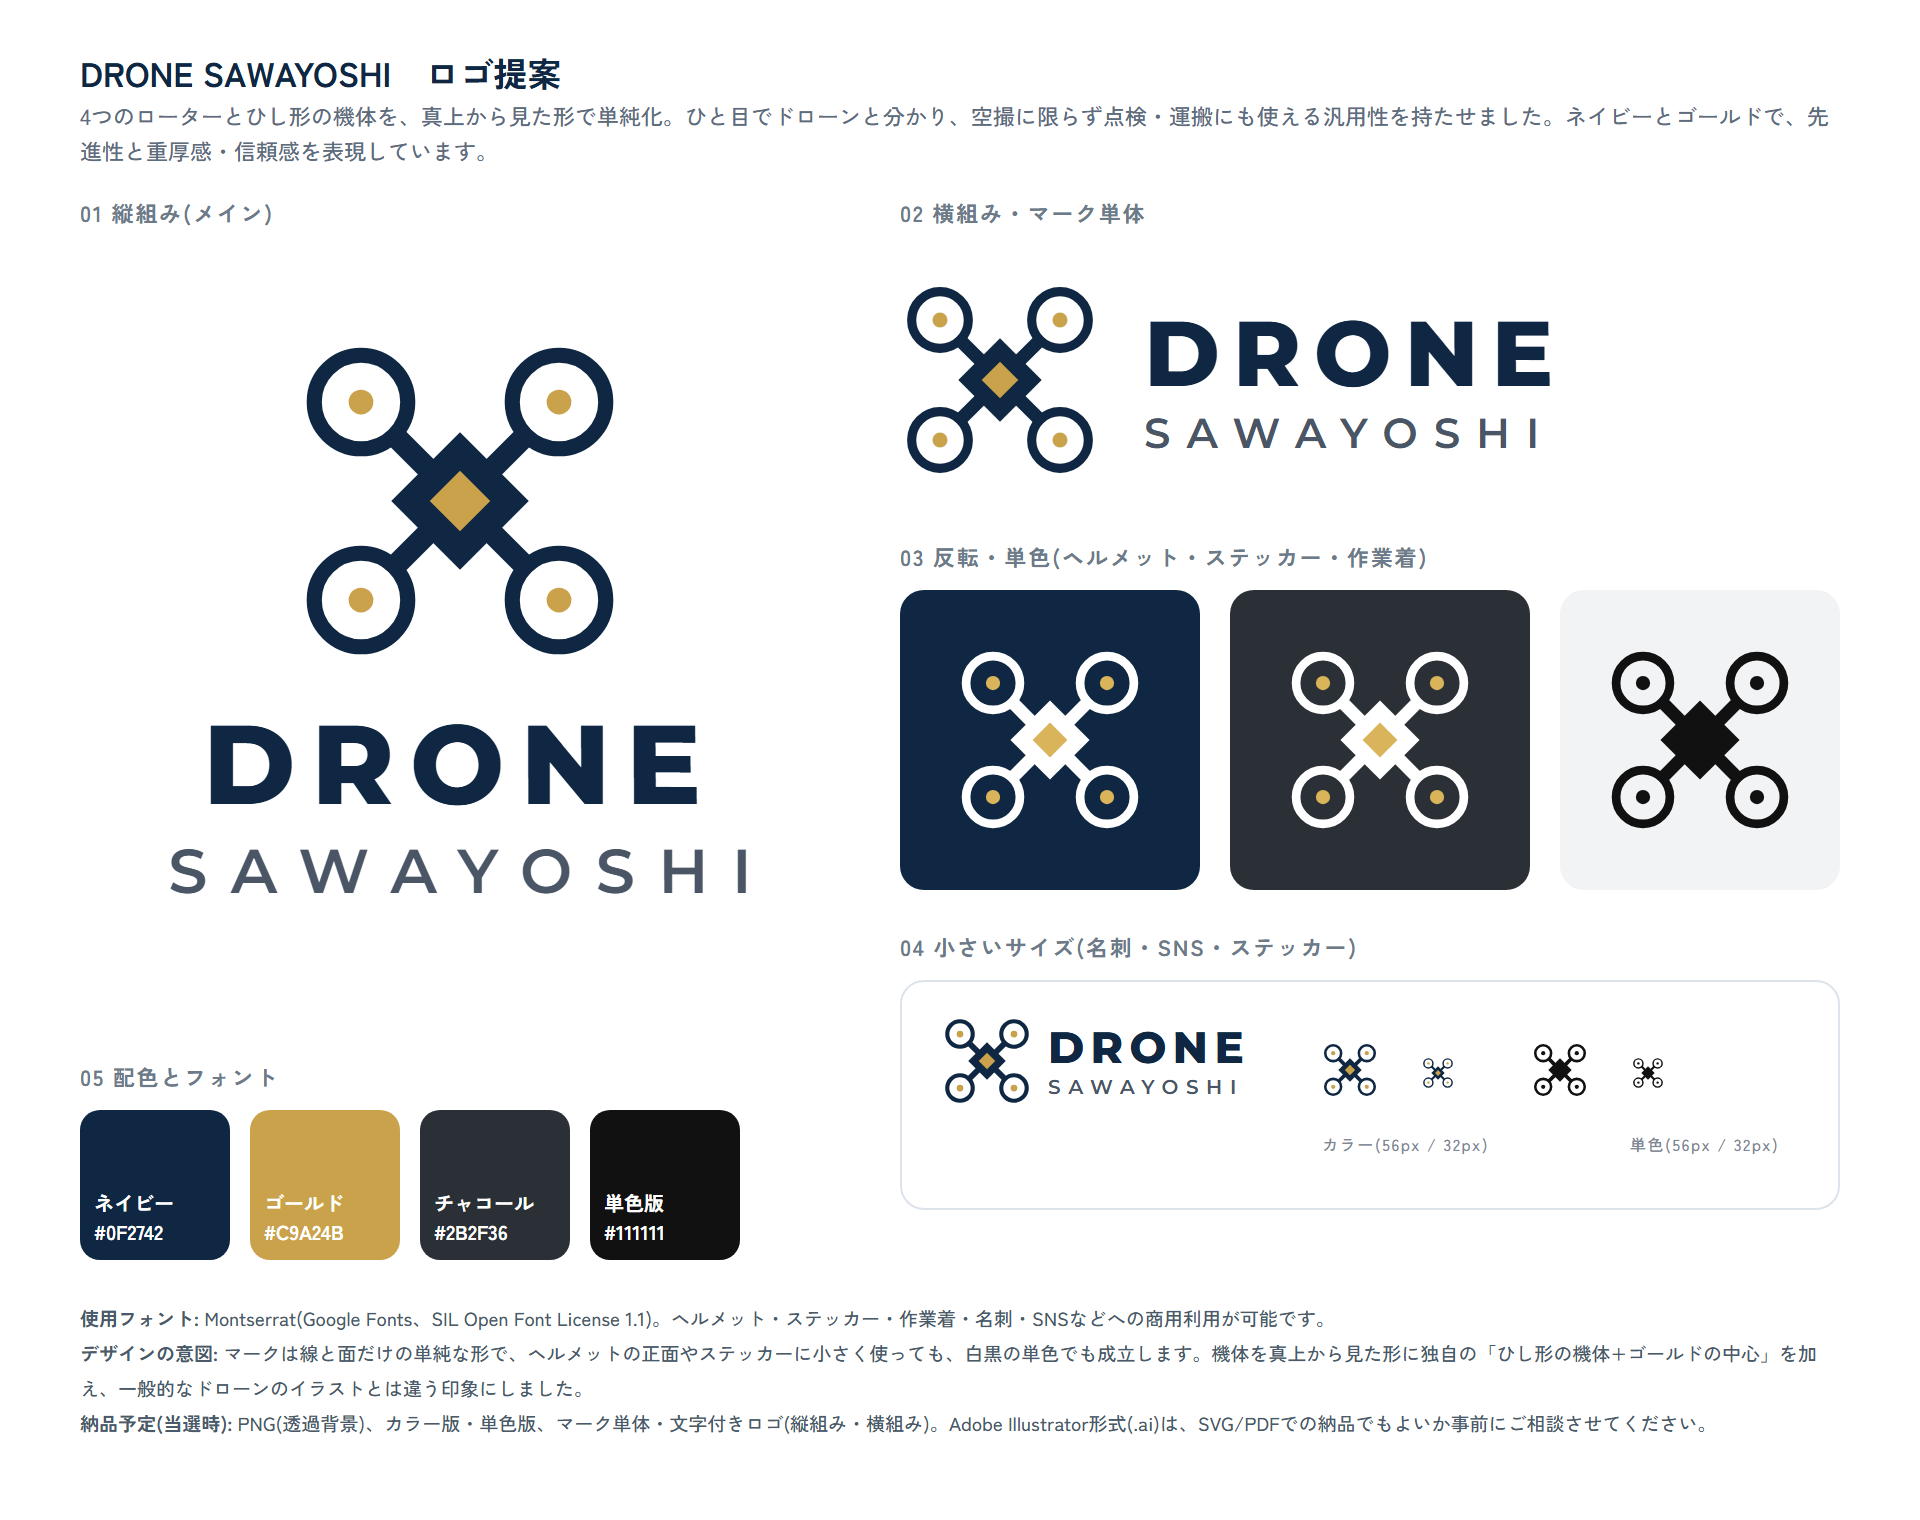 DRONE SAWAYOSHI ロゴ提案
4つのローターとひし形の機体を、真上から見た形で単純化。ひと目でドローンと分かり、空撮に限らず点検・運搬にも使える汎用性を持たせました。ネイビーとゴールドで、先
進性と重厚感・信頼感を表現しています。
01 縦組み(メイン)
DRONE
SAWAYOSHI
02 横組み・マーク単体
DRONE
SAWAYOSHI
03 反転・単色(ヘルメット・ステッカー・作業着)
04 小さいサイズ(名刺・SNS・ステッカー)
DRONE
SAWAYOSHI
カラー(56px / 32px)
単色(56px / 32px)
05 配色とフォント
ネイビー
#0F2742
ゴールド
#C9A24B
チャコール
#2B2F36
単色版
#111111
使用フォント: Montserrat(Google Fonts、SIL Open Font License 1.1)。ヘルメット・ステッカー・作業着・名刺・SNSなどへの商用利用が可能です。
デザインの意図: マークは線と面だけの単純な形で、ヘルメットの正面やステッカーに小さく使っても、白黒の単色でも成立します。機体を真上から見た形に独自の「ひし形の機体+ゴールドの中心」を加
え、一般的なドローンのイラストとは違う印象にしました。
納品予定(当選時): PNG(透過背景)、カラー版・単色版、マーク単体・文字付きロゴ(縦組み・横組み)。Adobe Illustrator形式(.ai)は、SVG/PDFでの納品でもよいか事前にご相談させてください。